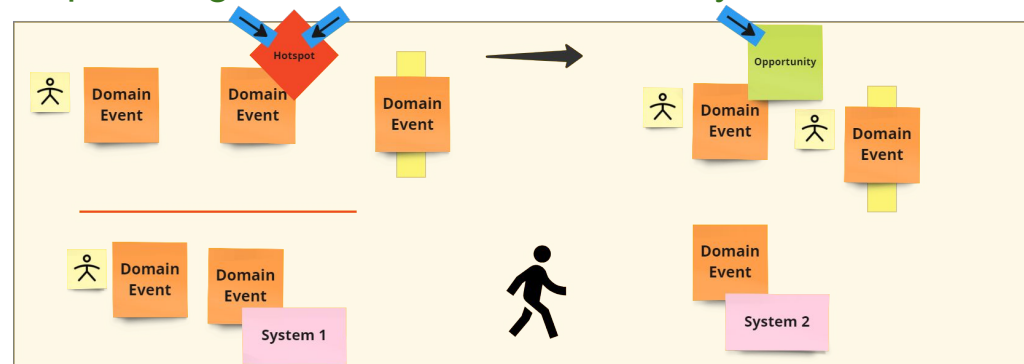 Hotspot
Opportunity
Domain
Event
Domain
Event
Domain
Event
Domain
Event
Domain
Event
Domain
Event
Domain
Event
Domain
Event
System 1
System 2